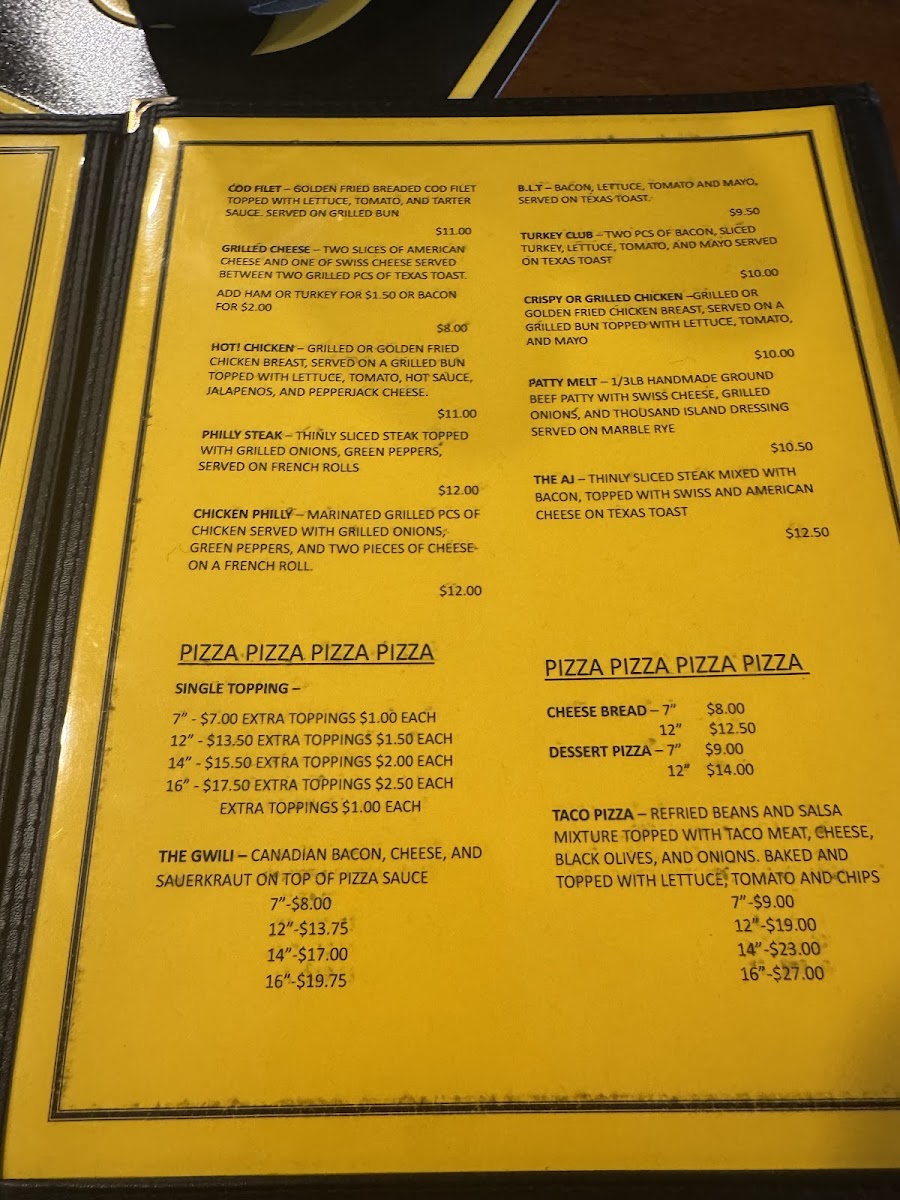 COD FILET – GOLDEN FRIED BREADED COD FILET
TOPPED WITH LETTUCE, TOMATO, AND TARTER
SAUCE. SERVED ON GRILLED BUN
$11.00
GRILLED CHEESE – TWO SLICES OF AMERICAN
CHEESE AND ONE OF SWISS CHEESE SERVED
BETWEEN TWO GRILLED PCS OF TEXAS TOAST.
ADD HAM OR TURKEY FOR $1.50 OR BACON
FOR $2.00
$8.00
HOT! CHICKEN – GRILLED OR GOLDEN FRIED
CHICKEN BREAST, SERVED ON A GRILLED BUN
TOPPED WITH LETTUCE, TOMATO, HOT SAUCE,
JALAPENOS, AND PEPPERJACK CHEESE.
$11.00
PHILLY STEAK – THINLY SLICED STEAK TOPPED
WITH GRILLED ONIONS, GREEN PEPPERS,
SERVED ON FRENCH ROLLS
$12.00
CHICKEN PHILLY – MARINATED GRILLED PCS OF
CHICKEN SERVED WITH GRILLED ONIONS,
GREEN PEPPERS, AND TWO PIECES OF CHEESE
ON A FRENCH ROLL.
$12.00
B.L.T – BACON, LETTUCE, TOMATO AND MAYO,
SERVED ON TEXAS TOAST.
$9.50
TURKEY CLUB – TWO PCS OF BACON, SLICED
TURKEY, LETTUCE, TOMATO, AND MAYO SERVED
ON TEXAS TOAST
$10.00
CRISPY OR GRILLED CHICKEN –GRILLED OR
GOLDEN FRIED CHICKEN BREAST, SERVED ON A
GRILLED BUN TOPPED WITH LETTUCE, TOMATO,
AND MAYO
$10.00
PATTY MELT – 1/3LB HANDMADE GROUND
BEEF PATTY WITH SWISS CHEESE, GRILLED
ONIONS, AND THOUSAND ISLAND DRESSING
SERVED ON MARBLE RYE
$10.50
THE AJ – THINLY SLICED STEAK MIXED WITH
BACON, TOPPED WITH SWISS AND AMERICAN
CHEESE ON TEXAS TOAST
$12.50
PIZZA PIZZA PIZZA PIZZA
SINGLE TOPPING –
7" - $7.00 EXTRA TOPPINGS $1.00 EACH
12" - $13.50 EXTRA TOPPINGS $1.50 EACH
14" - $15.50 EXTRA TOPPINGS $2.00 EACH
16" - $17.50 EXTRA TOPPINGS $2.50 EACH
EXTRA TOPPINGS $1.00 EACH
THE GWILI – CANADIAN BACON, CHEESE, AND
SAUERKRAUT ON TOP OF PIZZA SAUCE
7"-$8.00
12"-$13.75
14"-$17.00
16"-$19.75
PIZZA PIZZA PIZZA PIZZA
CHEESE BREAD – 7" $8.00
12" $12.50
DESSERT PIZZA – 7" $9.00
12" $14.00
TACO PIZZA – REFRIED BEANS AND SALSA
MIXTURE TOPPED WITH TACO MEAT, CHEESE,
BLACK OLIVES, AND ONIONS. BAKED AND
TOPPED WITH LETTUCE, TOMATO AND CHIPS
7"-$9.00
12"-$19.00
14"-$23.00
16"-$27.00